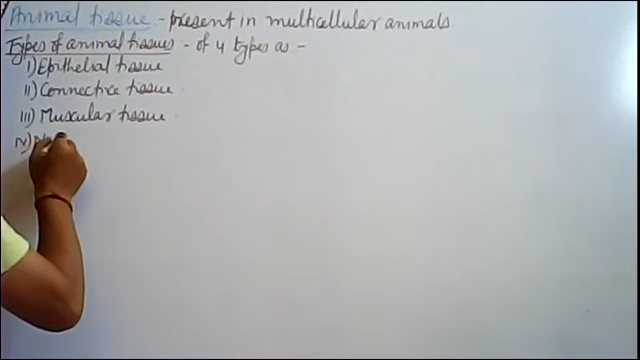 Animal tissue - present in multicellular animals
Types of animal tissues - of 4 types as -
i) Epithelial tissue
ii) Connective tissue
iii) Muscular tissue
iv)